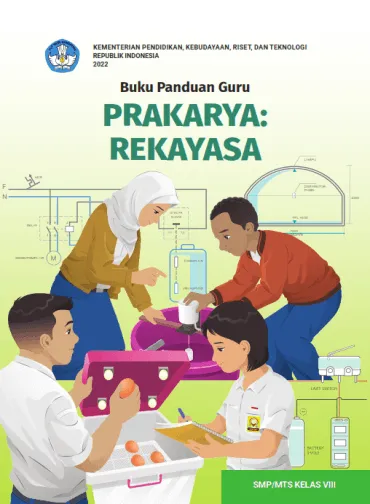 KEMENTERIAN PENDIDIKAN, KEBUDAYAAN, RISET, DAN TEKNOLOGI
REPUBLIK INDONESIA
2022
Buku Panduan Guru
PRAKARYA:
REKAYASA
F
N
M
SMP/MTS KELAS VIII